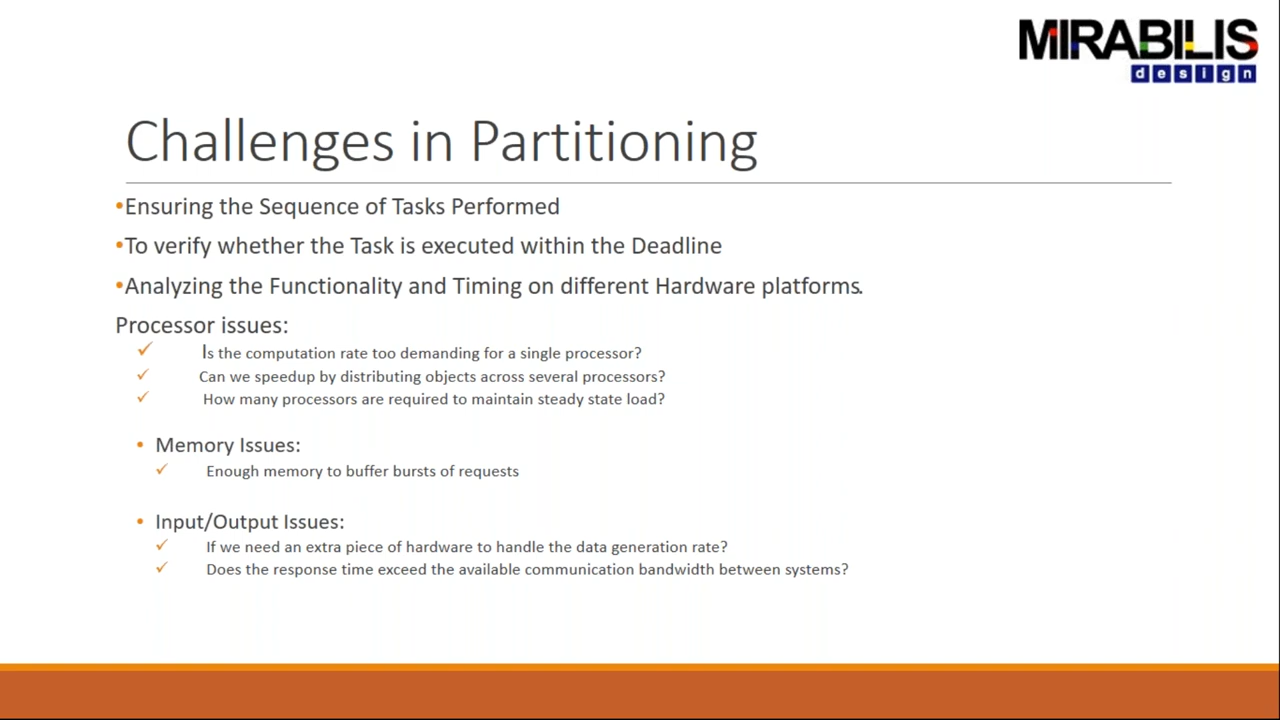 MIRABILIS
design
Challenges in Partitioning
•Ensuring the Sequence of Tasks Performed
•To verify whether the Task is executed within the Deadline
•Analyzing the Functionality and Timing on different Hardware platforms.
Processor issues:
✓ Is the computation rate too demanding for a single processor?
✓ Can we speedup by distributing objects across several processors?
✓ How many processors are required to maintain steady state load?
• Memory Issues:
✓ Enough memory to buffer bursts of requests
• Input/Output Issues:
✓ If we need an extra piece of hardware to handle the data generation rate?
✓ Does the response time exceed the available communication bandwidth between systems?